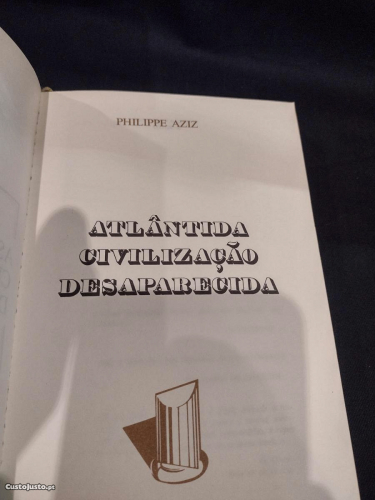 PHILIPPE AZIZ
ATLÂNTIDA
CIVILIZAÇÃO
DESAPARECIDA
CustoJusto.pt